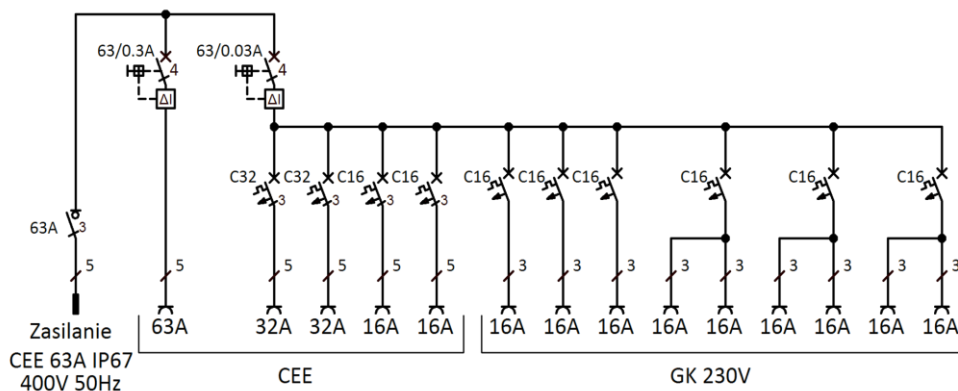 63/0.3A 63/0.03A
4 4
ΔI ΔI
C32 C32 C16 C16 C16 C16 C16 C16 C16 C16
3 3 3 3
63A 3
5 5 5 5 5 5 3 3 3 3 3 3 3 3 3
63A 32A 32A 16A 16A 16A 16A 16A 16A 16A 16A 16A 16A 16A
Zasilanie
CEE 63A IP67
400V 50Hz
CEE GK 230V